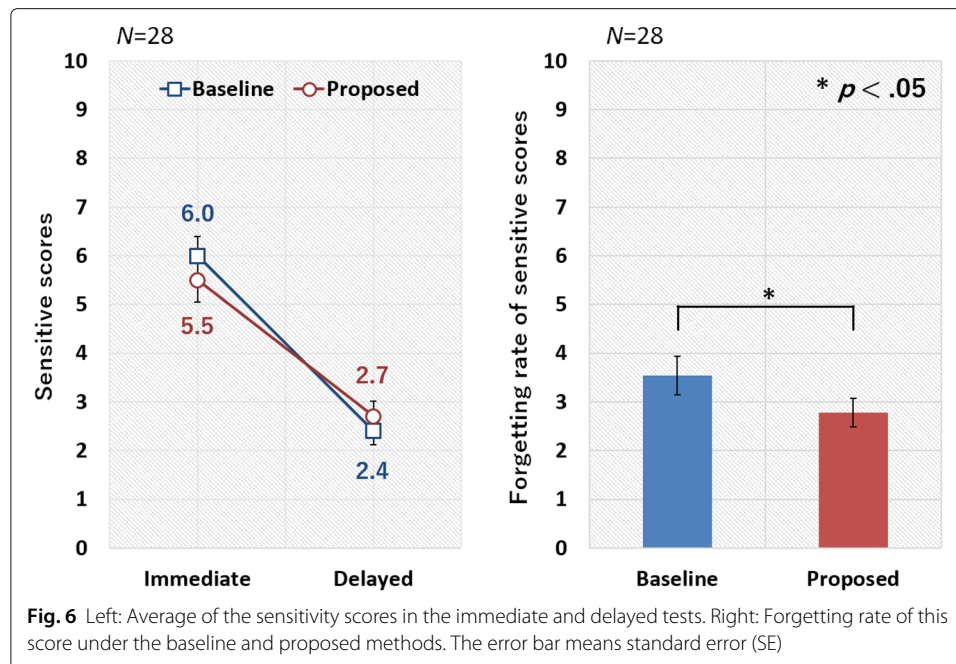 N=28
Baseline
Proposed
Sensitive scores
10
9
8
7
6
5
4
3
2
1
0
6.0
5.5
2.7
2.4
Immediate
Delayed
N=28
* p < .05
Forgetting rate of sensitive scores
10
9
8
7
6
5
4
3
2
1
0
*
Baseline
Proposed
Fig. 6 Left: Average of the sensitivity scores in the immediate and delayed tests. Right: Forgetting rate of this
score under the baseline and proposed methods. The error bar means standard error (SE)